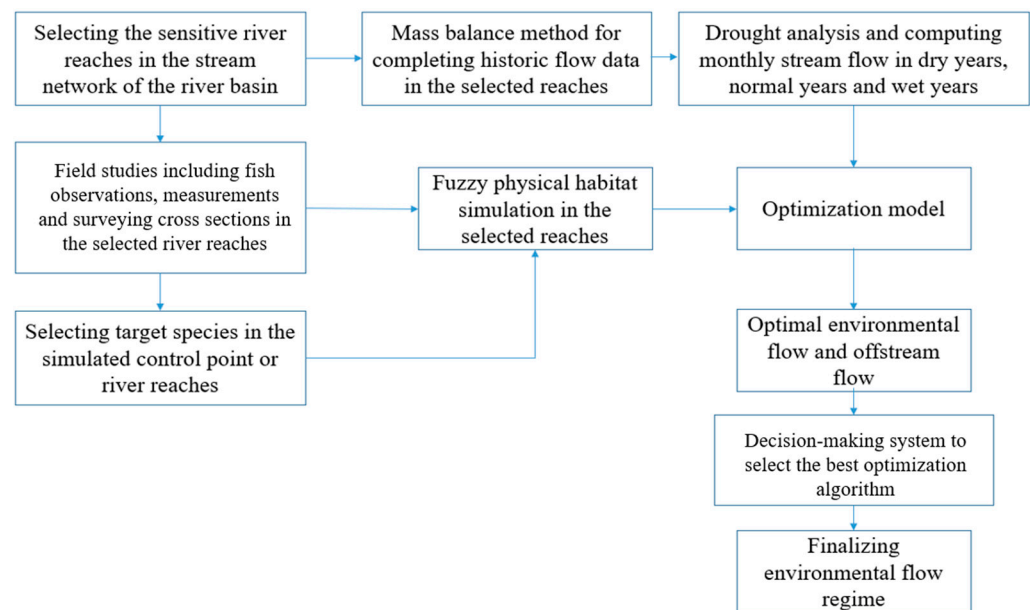 Selecting the sensitive river
reaches in the stream
network of the river basin
Mass balance method for
completing historic flow data
in the selected reaches
Drought analysis and computing
monthly stream flow in dry years,
normal years and wet years
Field studies including fish
observations, measurements
and surveying cross sections in
the selected river reaches
Fuzzy physical habitat
simulation in the
selected reaches
Optimization model
Selecting target species in the
simulated control point or
river reaches
Optimal environmental
flow and offstream
flow
Decision-making system to
select the best optimization
algorithm
Finalizing
environmental flow
regime